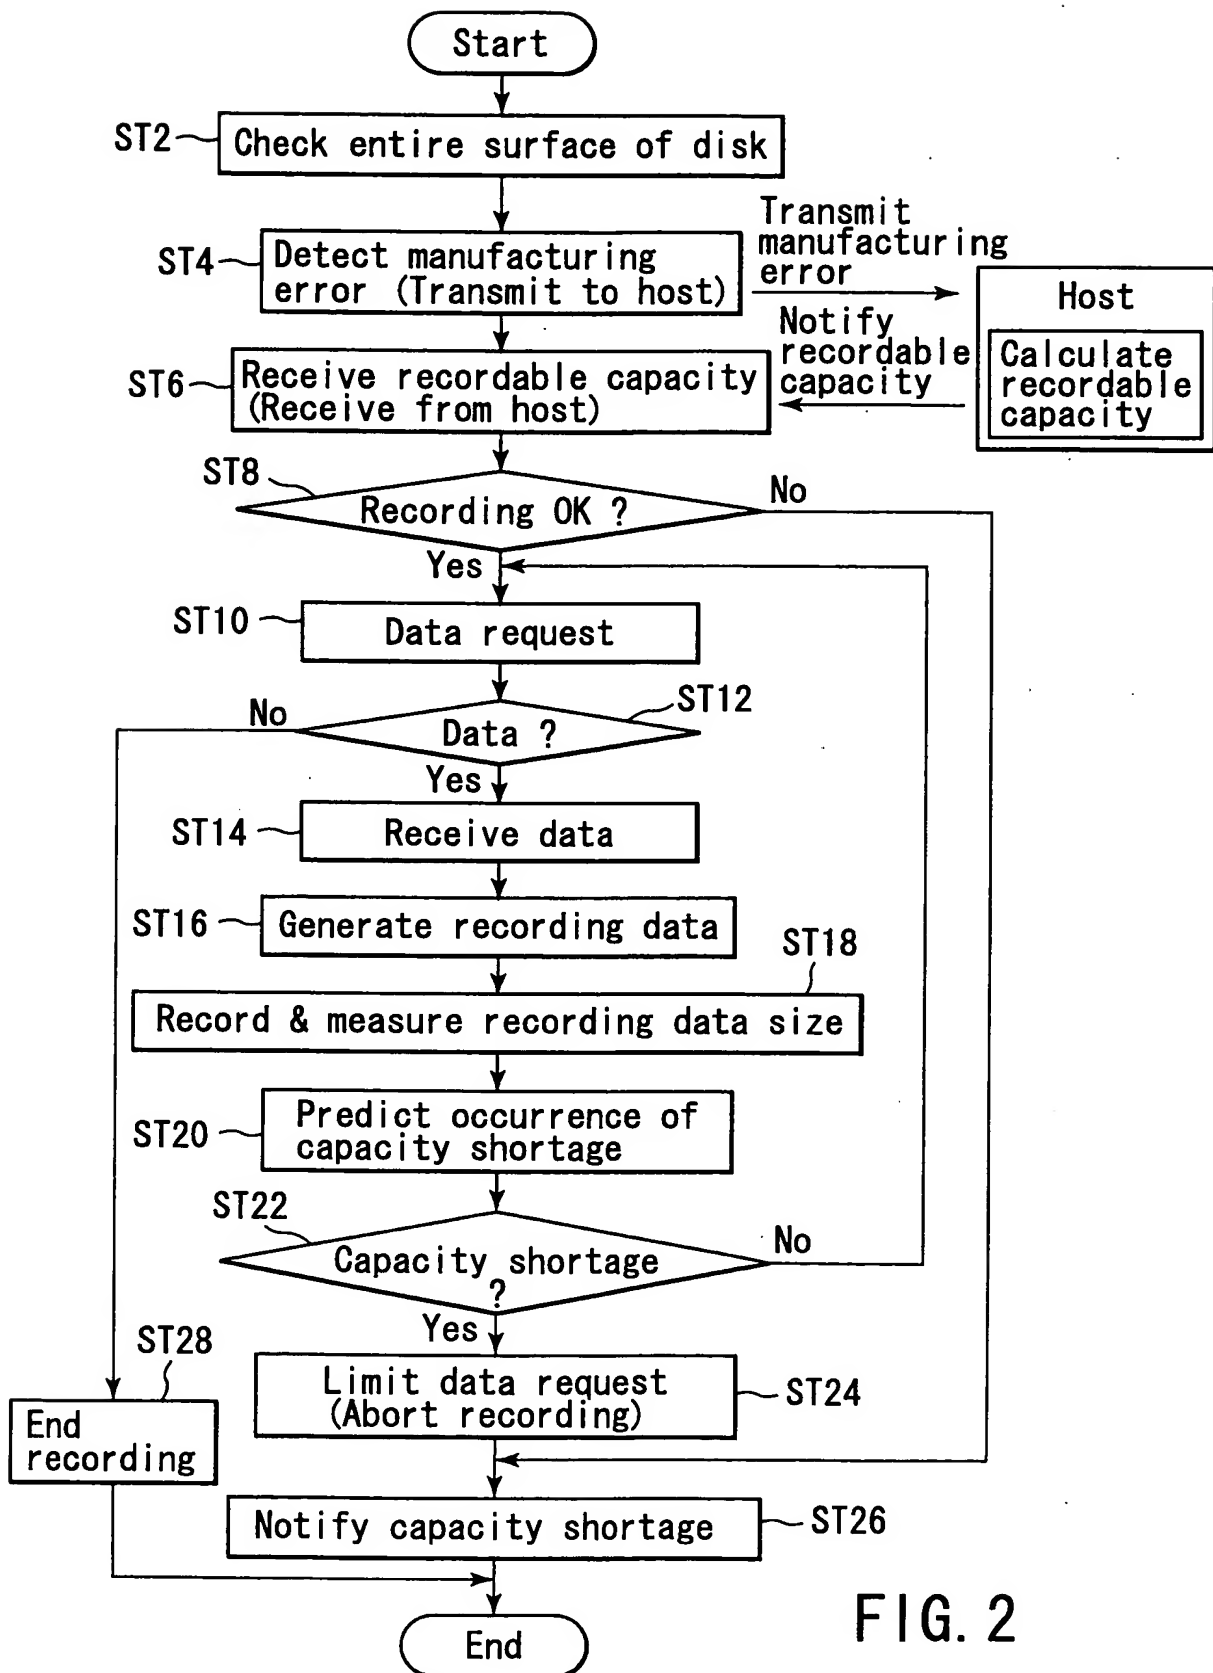 Start
ST2
Check entire surface of disk
ST4
Detect manufacturing
error (Transmit to host)
Transmit
manufacturing
error
Host
Calculate
recordable
capacity
Notify
recordable
capacity
ST6
Receive recordable capacity
(Receive from host)
ST8
Recording OK ?
No
Yes
ST10
Data request
ST12
No
Data ?
Yes
ST14
Receive data
ST16
Generate recording data
ST18
Record & measure recording data size
ST20
Predict occurrence of
capacity shortage
ST22
Capacity shortage
?
No
Yes
ST28
End
recording
Limit data request
(Abort recording)
ST24
Notify capacity shortage
ST26
End
FIG. 2